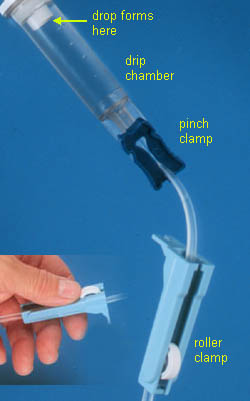 drop forms
here
drip
chamber
pinch
clamp
roller
clamp